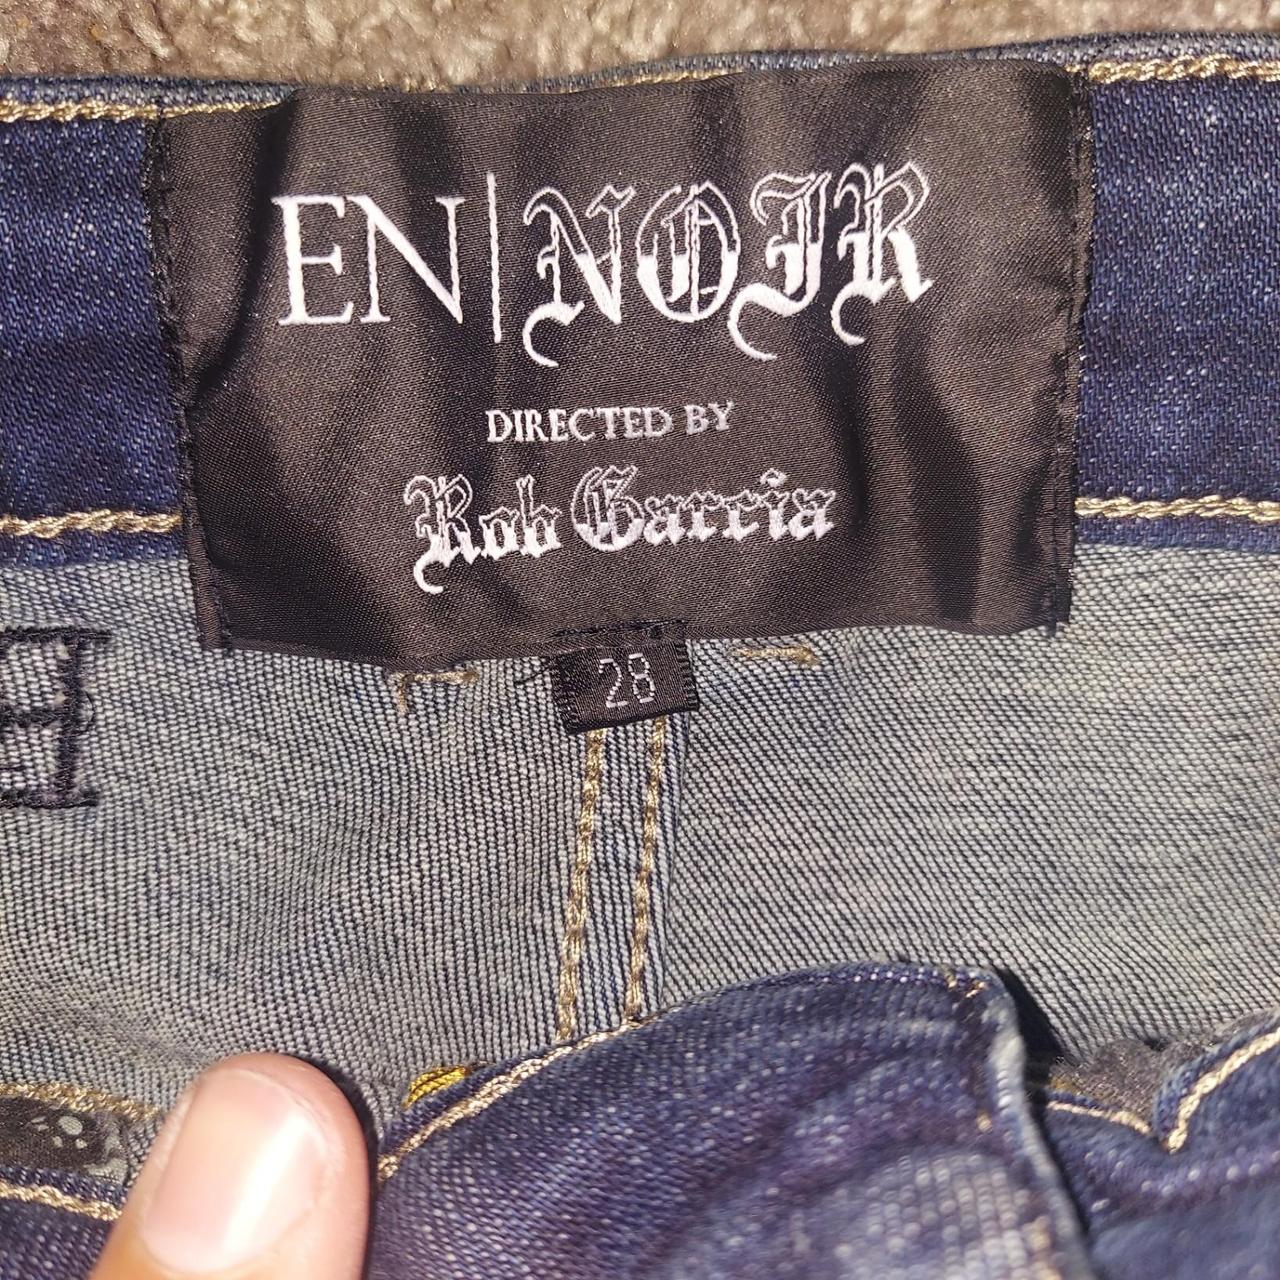 EN|NOIR
DIRECTED BY
Rob Garcia
28